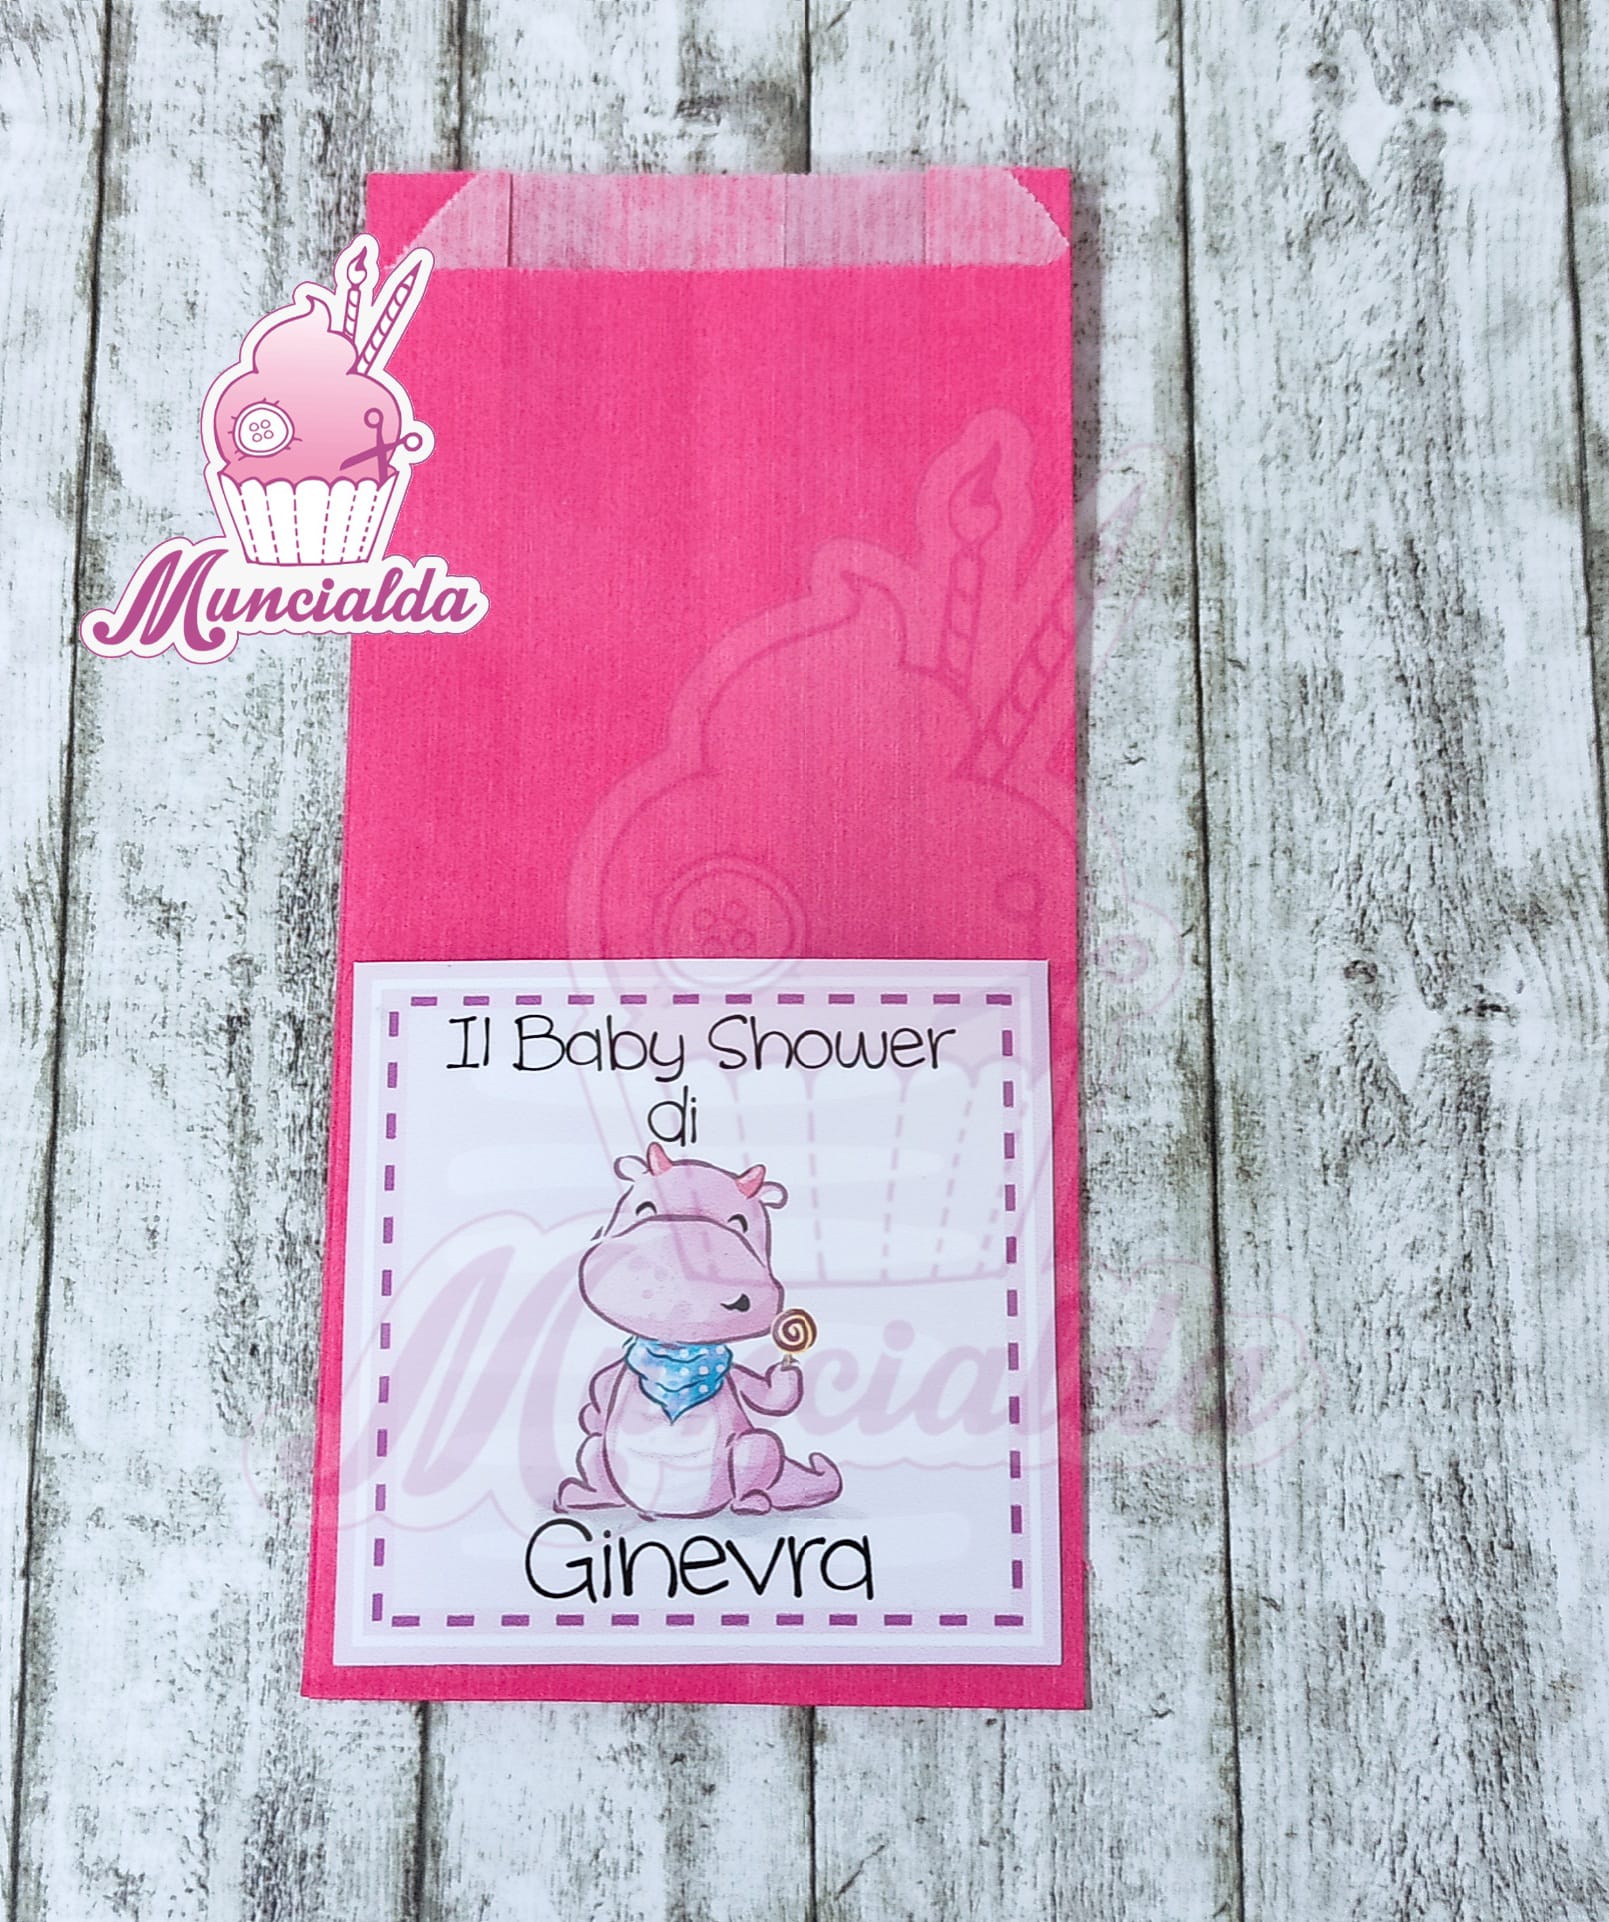 Muncialda
Il Baby Shower
di
Ginevra
Muncialda